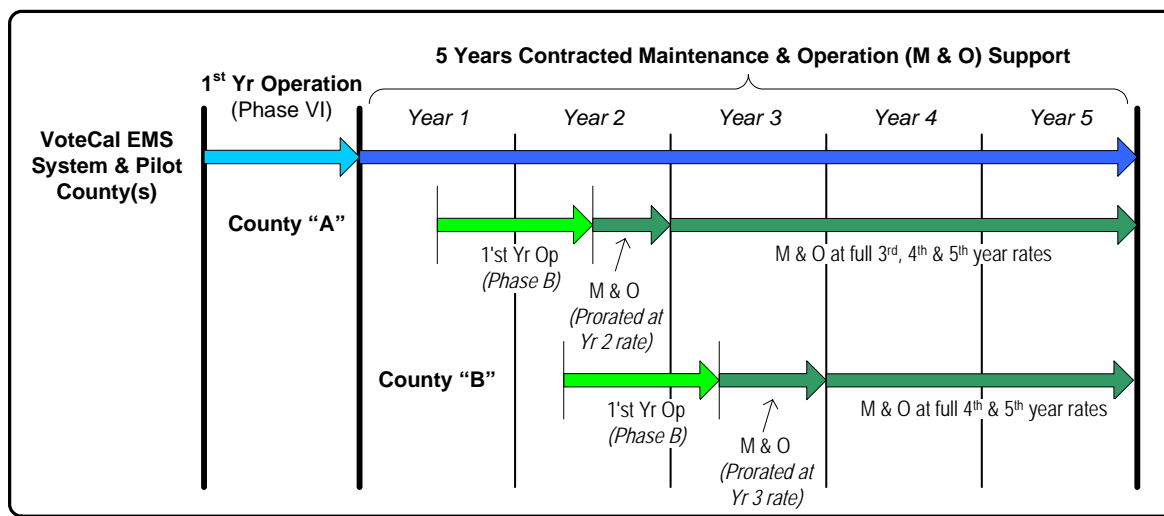 5 Years Contracted Maintenance & Operation (M & O) Support
1st Yr Operation
(Phase VI)
Year 1
Year 2
Year 3
Year 4
Year 5
VoteCal EMS
System & Pilot
County(s)
County “A”
1'st Yr Op
(Phase B)
M & O
(Prorated at
Yr 2 rate)
M & O at full 3rd, 4th & 5th year rates
County “B”
1'st Yr Op
(Phase B)
M & O
(Prorated at
Yr 3 rate)
M & O at full 4th & 5th year rates